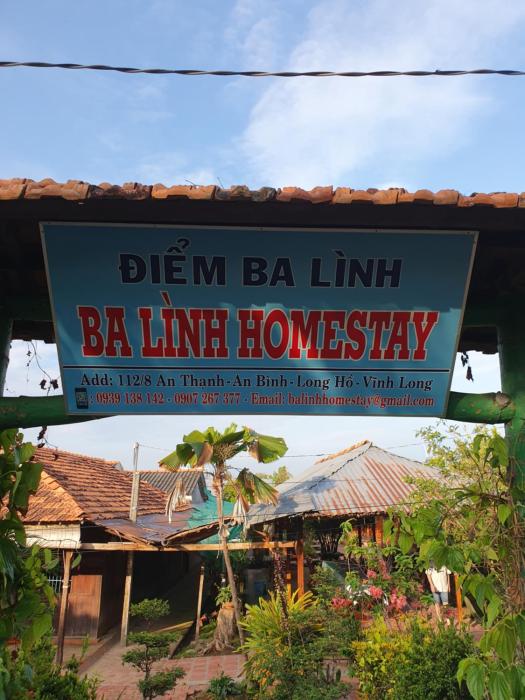 ĐIỂM BA LÌNH
BA LÌNH HOMESTAY
Add: 112/8 An Thạnh - An Bình - Long Hồ - Vĩnh Long
: 0939 138 142 - 0907 267 377 - Email: balinhhomestay@gmail.com